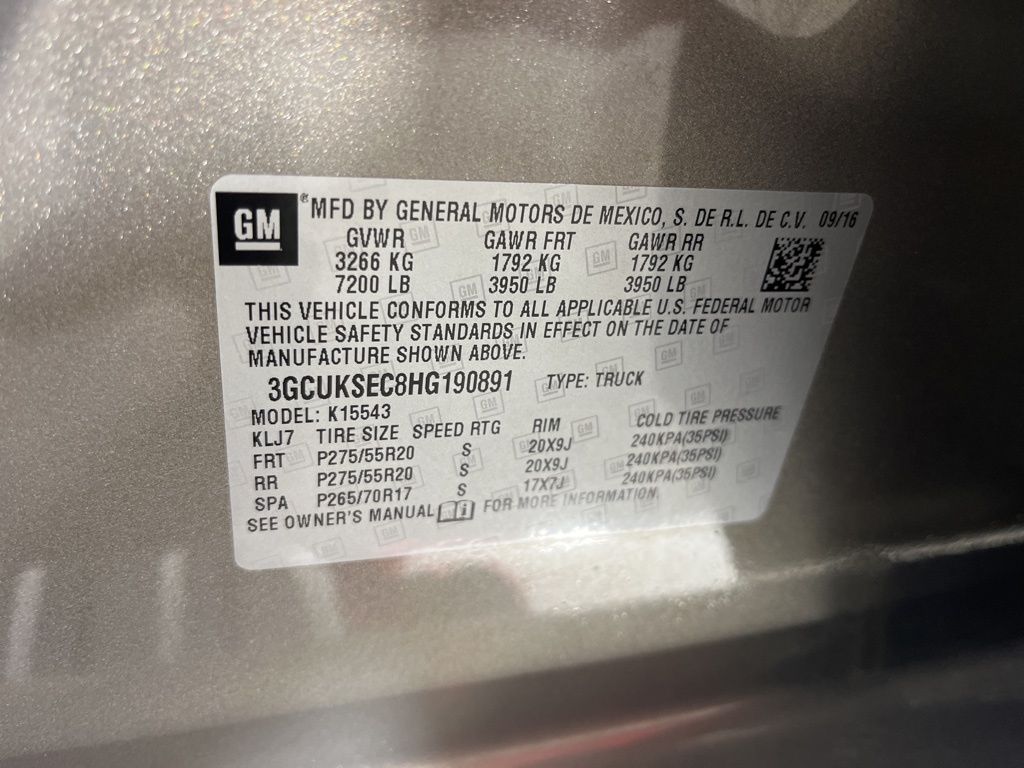 GM
® MFD BY GENERAL MOTORS DE MEXICO, S. DE R.L. DE C.V. 09/16
GVWR GAWR FRT GAWR RR
3266 KG 1792 KG 1792 KG
7200 LB 3950 LB 3950 LB
THIS VEHICLE CONFORMS TO ALL APPLICABLE U.S. FEDERAL MOTOR
VEHICLE SAFETY STANDARDS IN EFFECT ON THE DATE OF
MANUFACTURE SHOWN ABOVE.
3GCUKSEC8HG190891 TYPE: TRUCK
MODEL: K15543
KLJ7 TIRE SIZE SPEED RTG RIM COLD TIRE PRESSURE
FRT P275/55R20 S 20X9J 240KPA(35PSI)
RR P275/55R20 S 20X9J 240KPA(35PSI)
SPA P265/70R17 S 17X7J 240KPA(35PSI)
SEE OWNER'S MANUAL i FOR MORE INFORMATION.